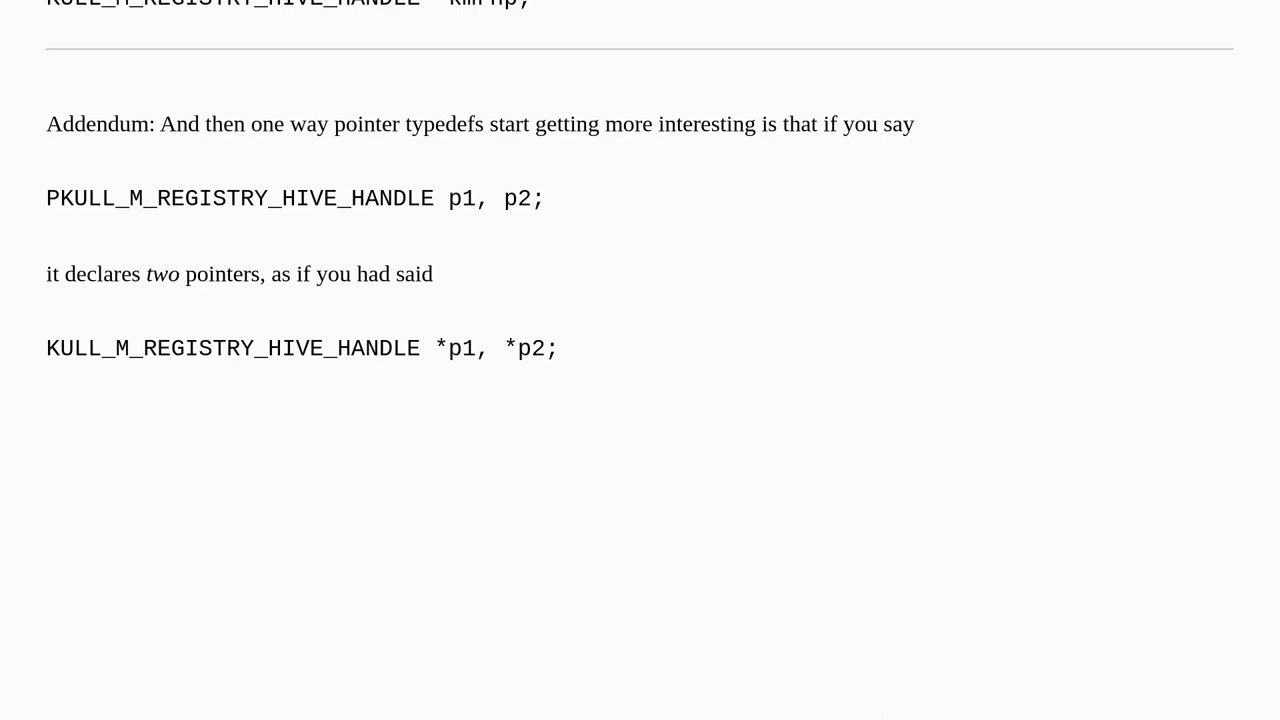 KULL_M_REGISTRY_HIVE_HANDLE
Addendum: And then one way pointer typedefs start getting more interesting is that if you say
PKULL_M_REGISTRY_HIVE_HANDLE p1, p2;
it declares two pointers, as if you had said
KULL_M_REGISTRY_HIVE_HANDLE *p1, *p2;